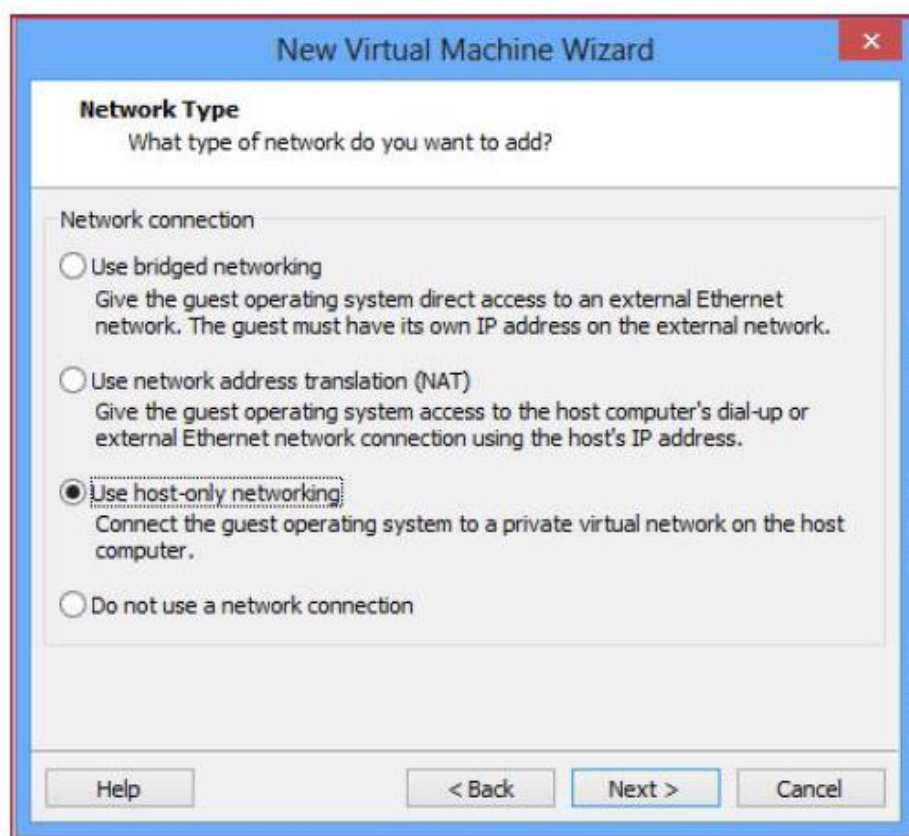 New Virtual Machine Wizard
Network Type
What type of network do you want to add?
Network connection
Use bridged networking
Give the guest operating system direct access to an external Ethernet
network. The guest must have its own IP address on the external network.
Use network address translation (NAT)
Give the guest operating system access to the host computer's dial-up or
external Ethernet network connection using the host's IP address.
Use host-only networking
Connect the guest operating system to a private virtual network on the host
computer.
Do not use a network connection
Help
< Back
Next >
Cancel